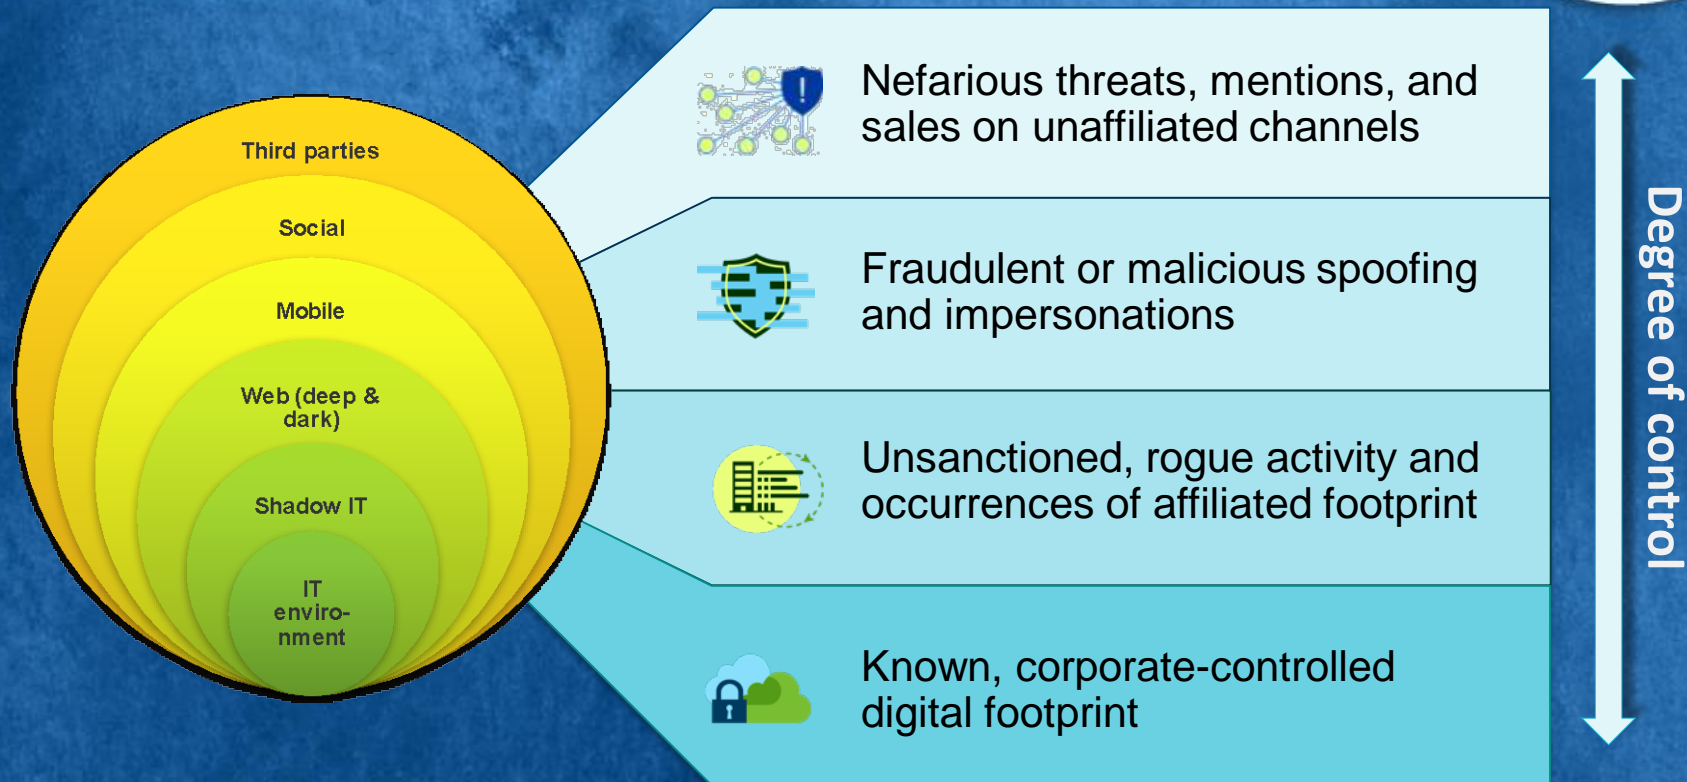 Third parties
Social
Mobile
Web (deep &
dark)
Shadow IT
IT
enviro-
nment
Nefarious threats, mentions, and
sales on unaffiliated channels
Fraudulent or malicious spoofing
and impersonations
Unsanctioned, rogue activity and
occurrences of affiliated footprint
Known, corporate-controlled
digital footprint
Degree of control